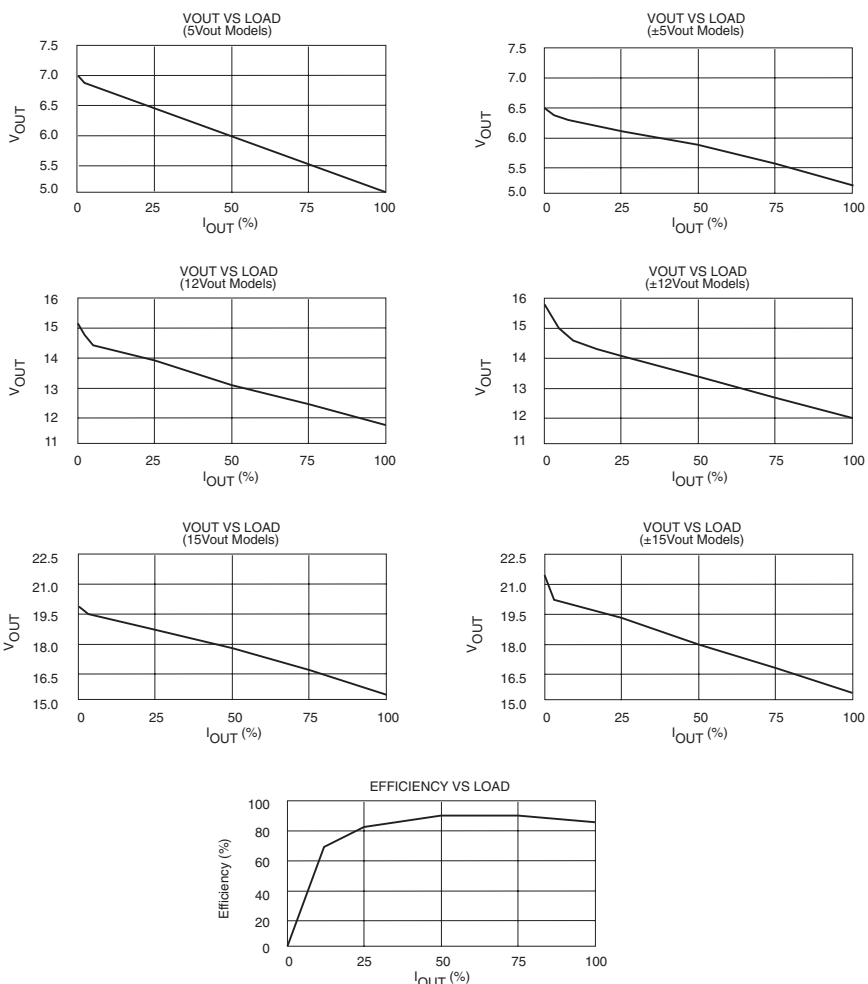 VOUT VS LOAD
(5Vout Models)
7.5
7.0
6.5
6.0
5.5
5.0
VOUT
0 25 50 75 100
IOUT (%)
VOUT VS LOAD
(±5Vout Models)
7.5
7.0
6.5
6.0
5.5
5.0
VOUT
0 25 50 75 100
IOUT (%)
VOUT VS LOAD
(12Vout Models)
16
15
14
13
12
11
VOUT
0 25 50 75 100
IOUT (%)
VOUT VS LOAD
(±12Vout Models)
16
15
14
13
12
11
VOUT
0 25 50 75 100
IOUT (%)
VOUT VS LOAD
(15Vout Models)
22.5
21.0
19.5
18.0
16.5
15.0
VOUT
0 25 50 75 100
IOUT (%)
VOUT VS LOAD
(±15Vout Models)
22.5
21.0
19.5
18.0
16.5
15.0
VOUT
0 25 50 75 100
IOUT (%)
EFFICIENCY VS LOAD
100
80
60
40
20
0
Efficiency (%)
0 25 50 75 100
IOUT (%)